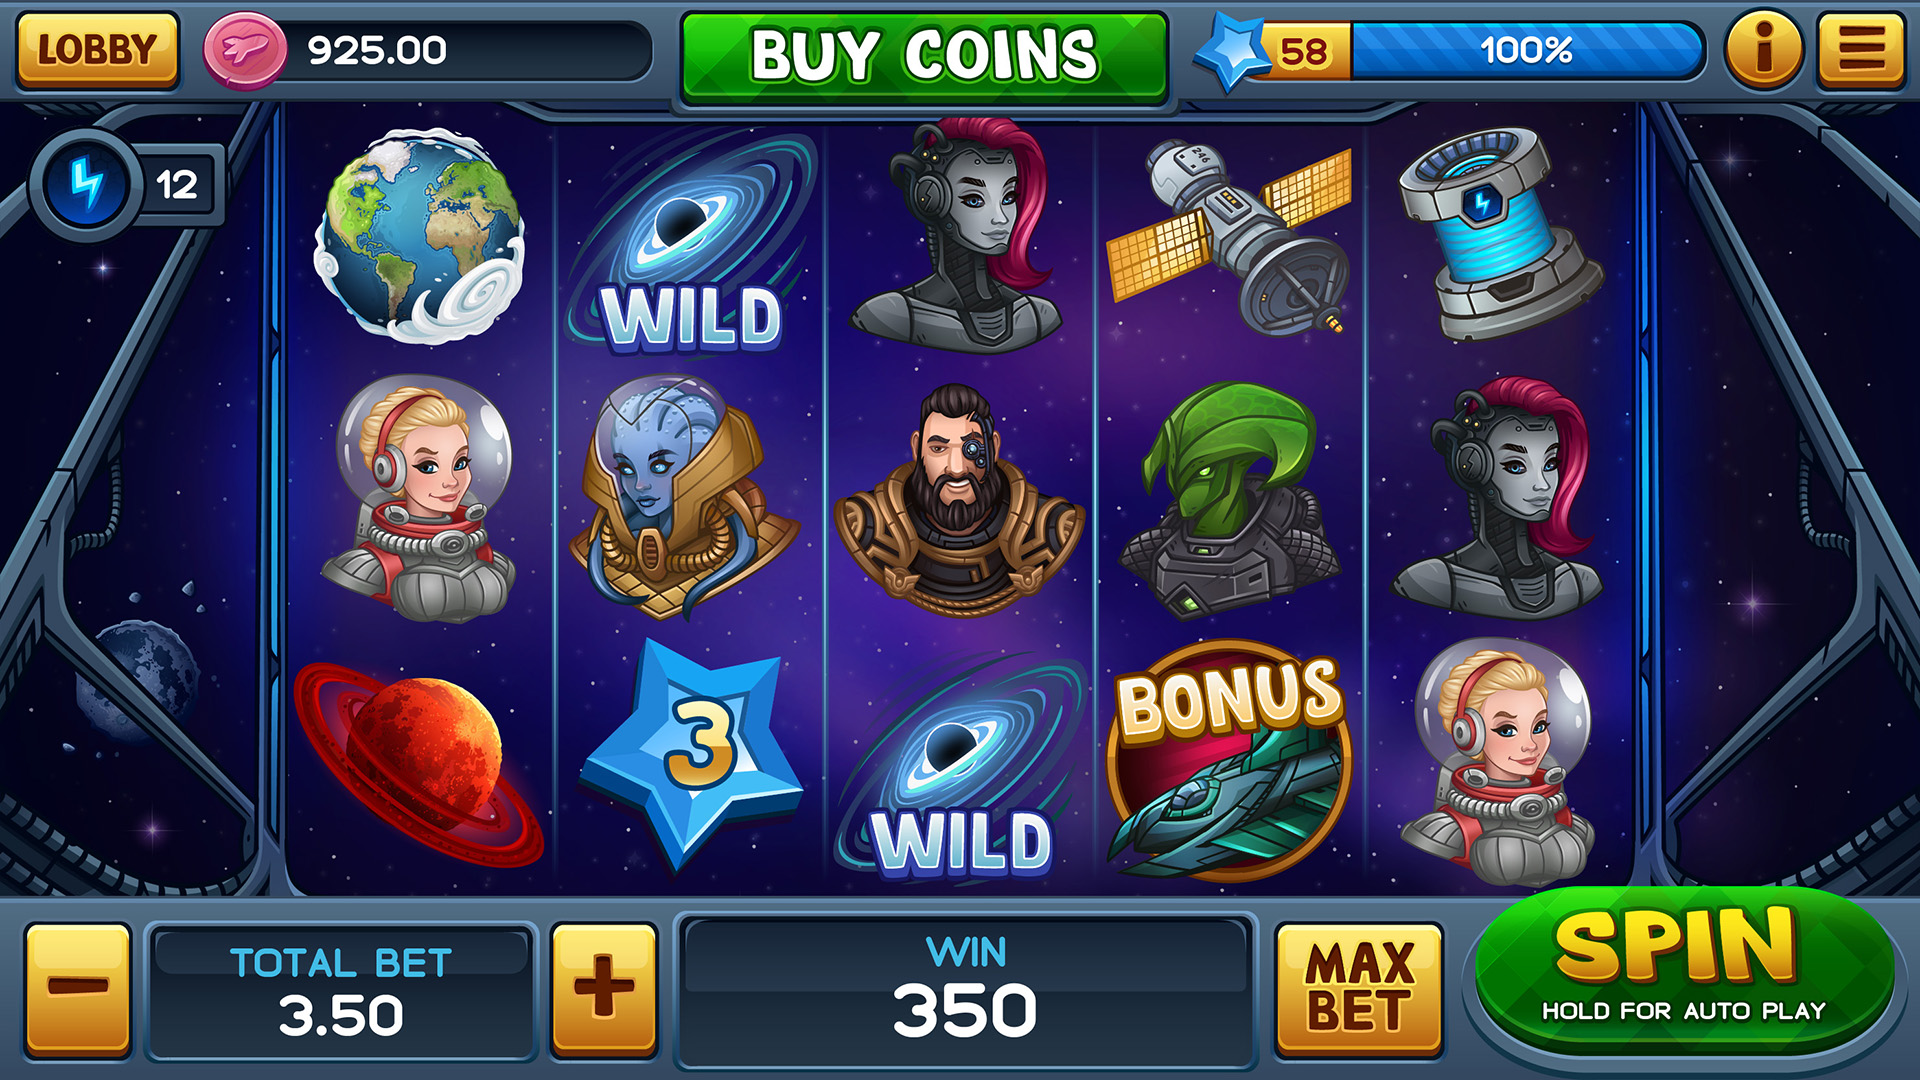 LOBBY
925.00
BUY COINS
58
100%
12
246
WILD
3
WILD
BONUS
TOTAL BET
3.50
WIN
350
MAX
BET
SPIN
HOLD FOR AUTO PLAY